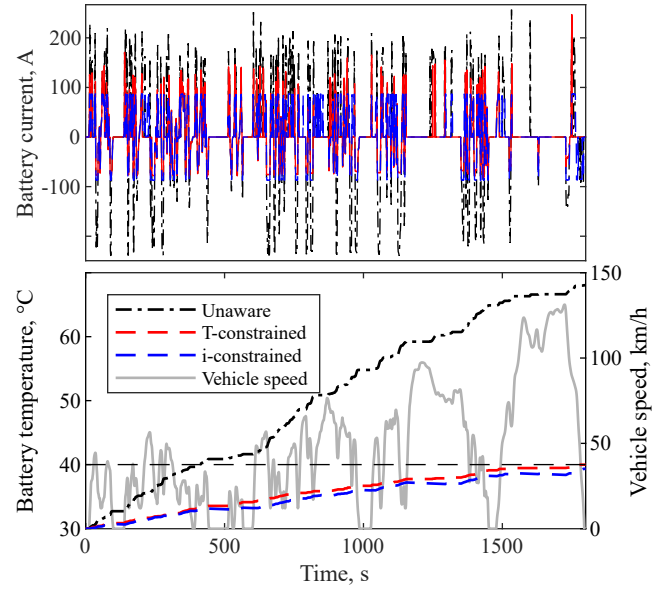 Battery current, A
200
100
0
-100
Battery temperature, °C
60
50
40
30
Unaware
T-constrained
i-constrained
Vehicle speed
150
100
50
0
Vehicle speed, km/h
0
500
1000
1500
Time, s